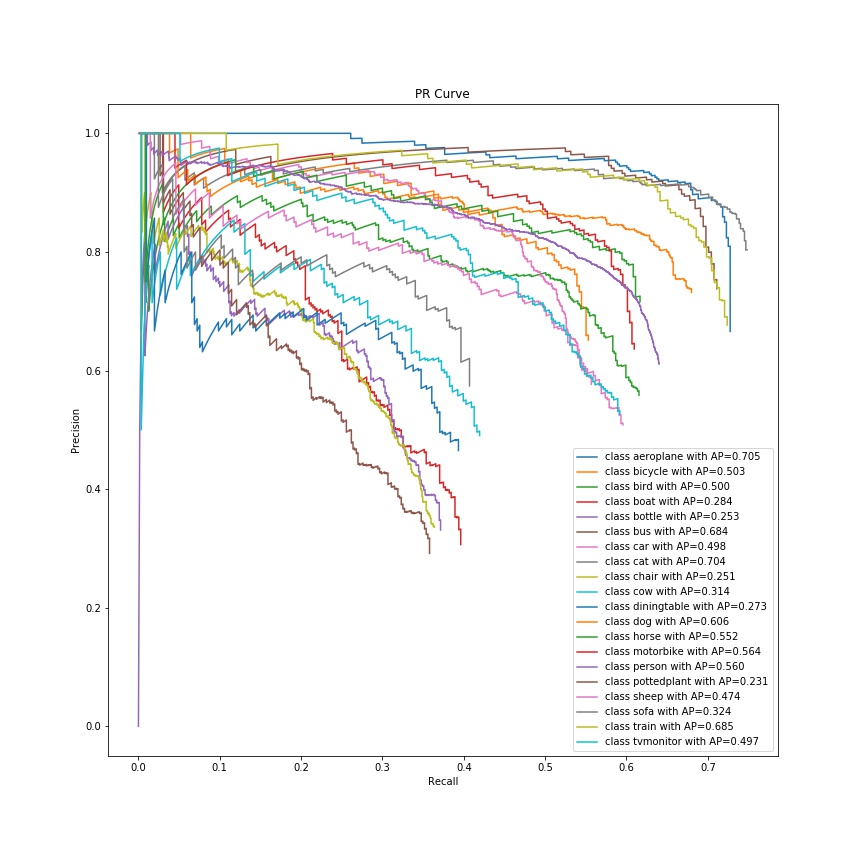 PR Curve
1.0
0.8
0.6
0.4
0.2
0.0
Precision
0.0 0.1 0.2 0.3 0.4 0.5 0.6 0.7
Recall
class aeroplane with AP=0.705
class bicycle with AP=0.503
class bird with AP=0.500
class boat with AP=0.284
class bottle with AP=0.253
class bus with AP=0.684
class car with AP=0.498
class cat with AP=0.704
class chair with AP=0.251
class cow with AP=0.314
class diningtable with AP=0.273
class dog with AP=0.606
class horse with AP=0.552
class motorbike with AP=0.564
class person with AP=0.560
class pottedplant with AP=0.231
class sheep with AP=0.474
class sofa with AP=0.324
class train with AP=0.685
class tvmonitor with AP=0.497